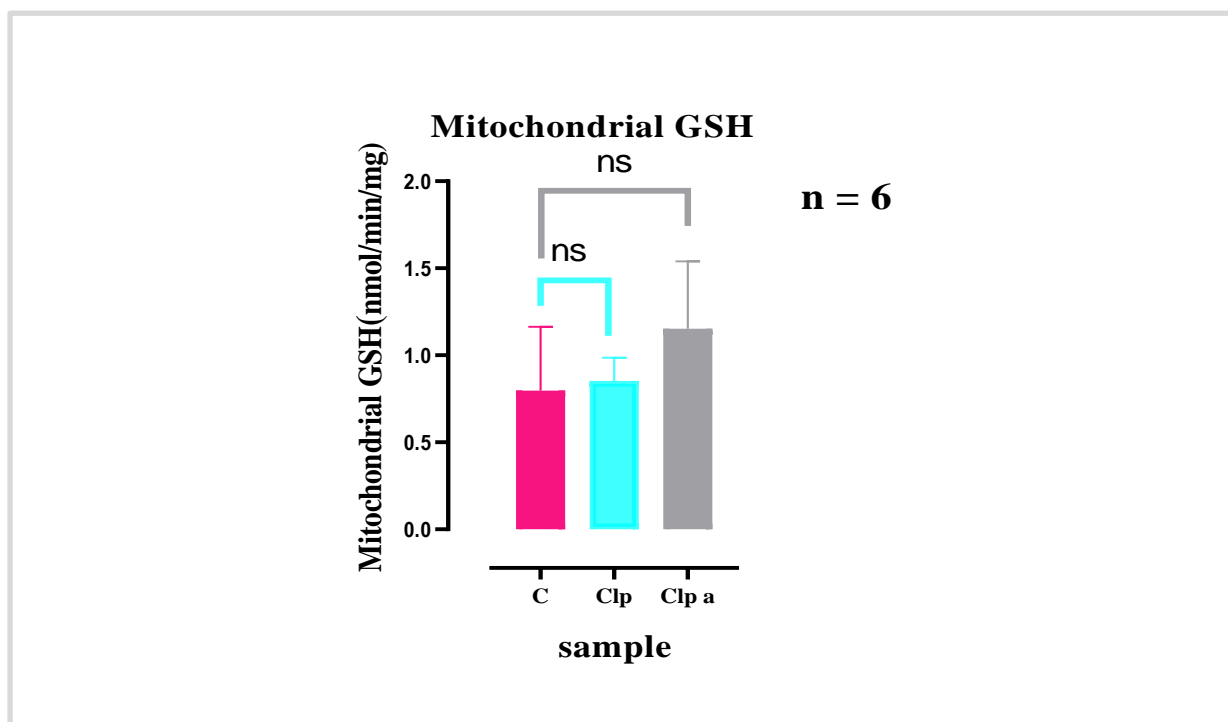 Mitochondrial GSH
ns
n = 6
ns
Mitochondrial GSH(nmol/min/mg)
2.0
1.5
1.0
0.5
0.0
C Clp Clp a
sample